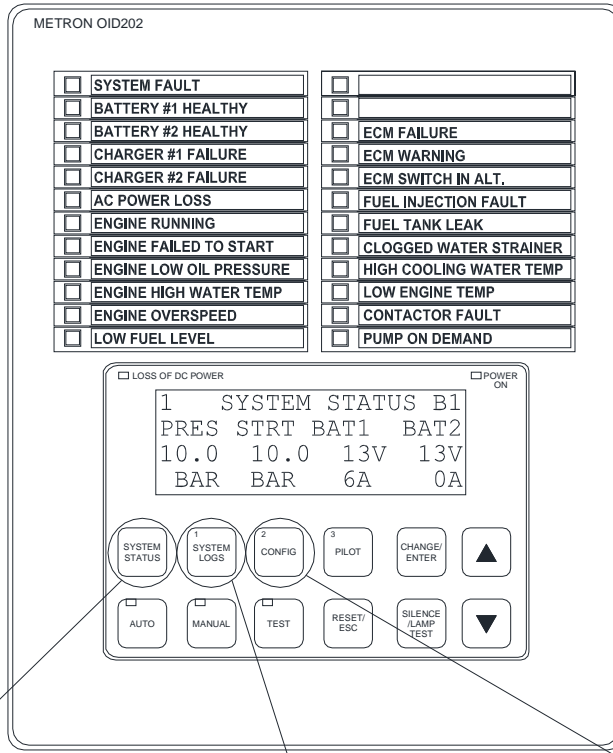 METRON OID202
SYSTEM FAULT
BATTERY #1 HEALTHY
BATTERY #2 HEALTHY
CHARGER #1 FAILURE
CHARGER #2 FAILURE
AC POWER LOSS
ENGINE RUNNING
ENGINE FAILED TO START
ENGINE LOW OIL PRESSURE
ENGINE HIGH WATER TEMP
ENGINE OVERSPEED
LOW FUEL LEVEL
ECM FAILURE
ECM WARNING
ECM SWITCH IN ALT.
FUEL INJECTION FAULT
FUEL TANK LEAK
CLOGGED WATER STRAINER
HIGH COOLING WATER TEMP
LOW ENGINE TEMP
CONTACTOR FAULT
PUMP ON DEMAND
LOSS OF DC POWER
POWER
ON
1 SYSTEM STATUS B1
PRES STRT BAT1 BAT2
10.0 10.0 13V 13V
BAR BAR 6A 0A
SYSTEM
STATUS
1
SYSTEM
LOGS
2
CONFIG
3
PILOT
CHANGE/
ENTER
AUTO
MANUAL
TEST
RESET/
ESC
SILENCE
/LAMP
TEST